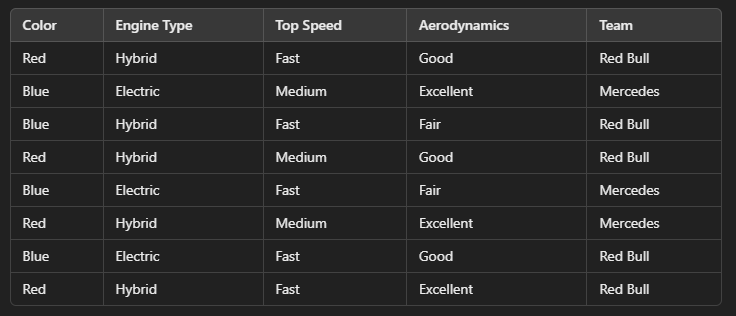 Color Engine Type Top Speed Aerodynamics Team
Red Hybrid Fast Good Red Bull
Blue Electric Medium Excellent Mercedes
Blue Hybrid Fast Fair Red Bull
Red Hybrid Medium Good Red Bull
Blue Electric Fast Fair Mercedes
Red Hybrid Medium Excellent Mercedes
Blue Electric Fast Good Red Bull
Red Hybrid Fast Excellent Red Bull